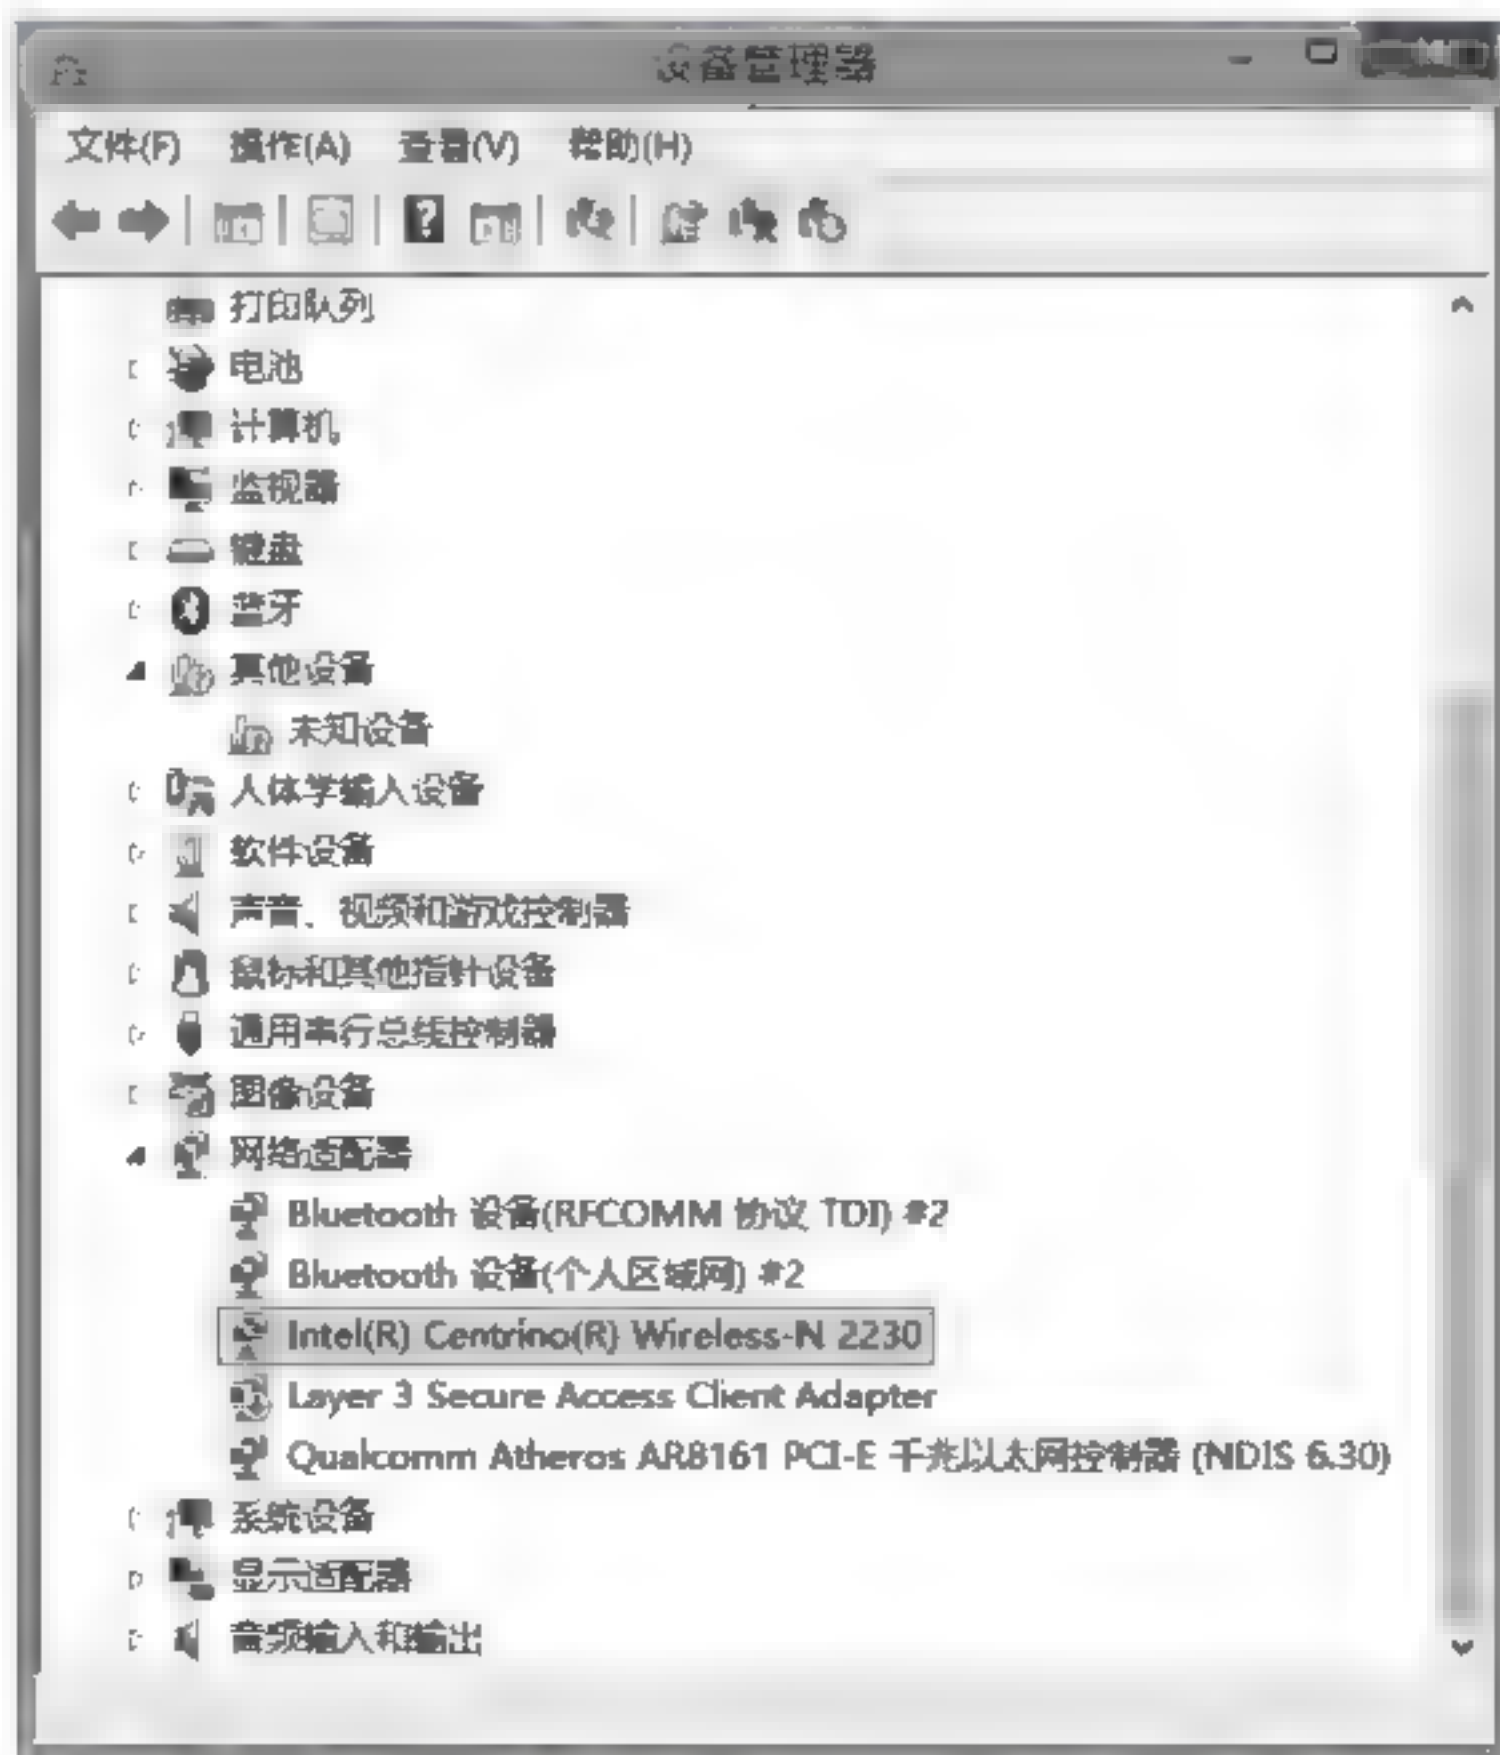 设备管理器
文件(F) 操作(A) 查看(V) 帮助(H)
打印队列
电池
计算机
监视器
键盘
蓝牙
其他设备
未知设备
人体学输入设备
软件设备
声音、视频和游戏控制器
鼠标和其他指针设备
通用串行总线控制器
图像设备
网络适配器
Bluetooth 设备(RFCOMM 协议 TDI) #2
Bluetooth 设备(个人区域网) #2
Intel(R) Centrino(R) Wireless-N 2230
Layer 3 Secure Access Client Adapter
Qualcomm Atheros AR8161 PCI-E 千兆以太网控制器 (NDIS 6.30)
系统设备
显示适配器
音频输入和输出